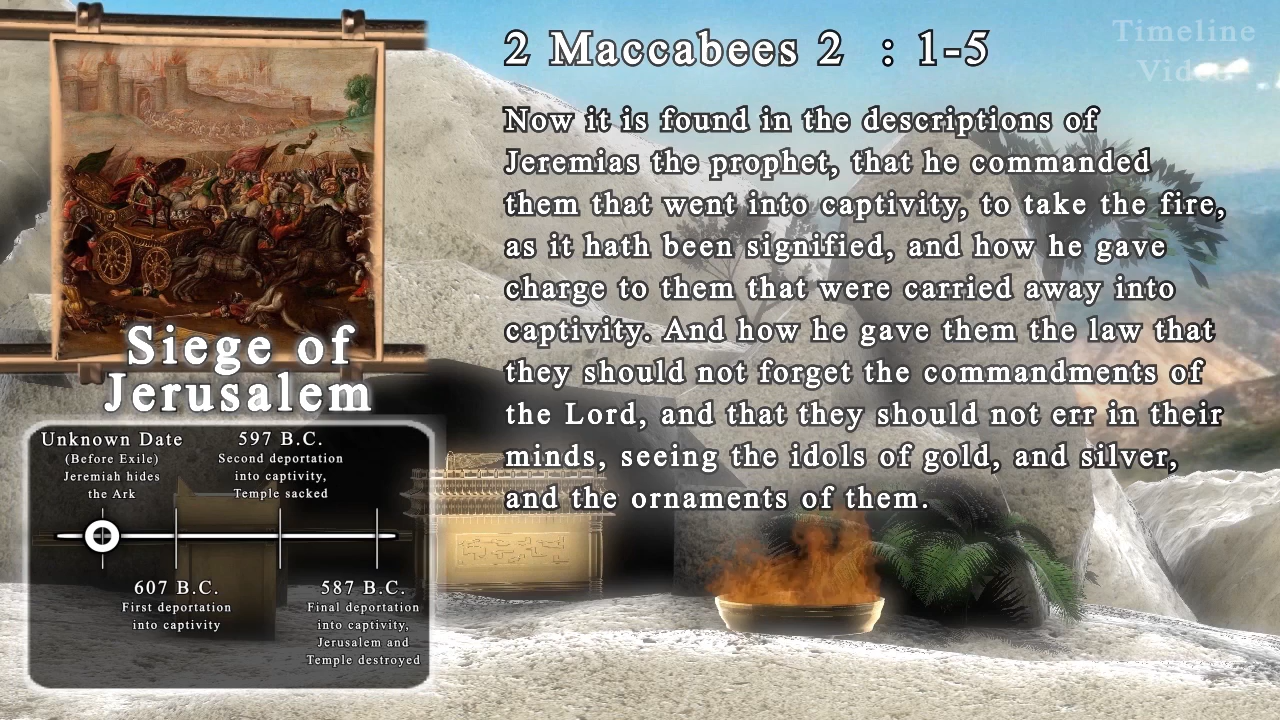 Timeline
Video
2 Maccabees 2 : 1-5
Now it is found in the descriptions of
Jeremias the prophet, that he commanded
them that went into captivity, to take the fire,
as it hath been signified, and how he gave
charge to them that were carried away into
captivity. And how he gave them the law that
they should not forget the commandments of
the Lord, and that they should not err in their
minds, seeing the idols of gold, and silver,
and the ornaments of them.
Siege of
Jerusalem
Unknown Date
(Before Exile)
Jeremiah hides
the Ark
597 B.C.
Second deportation
into captivity,
Temple sacked
607 B.C.
First deportation
into captivity
587 B.C.
Final deportation
into captivity,
Jerusalem and
Temple destroyed